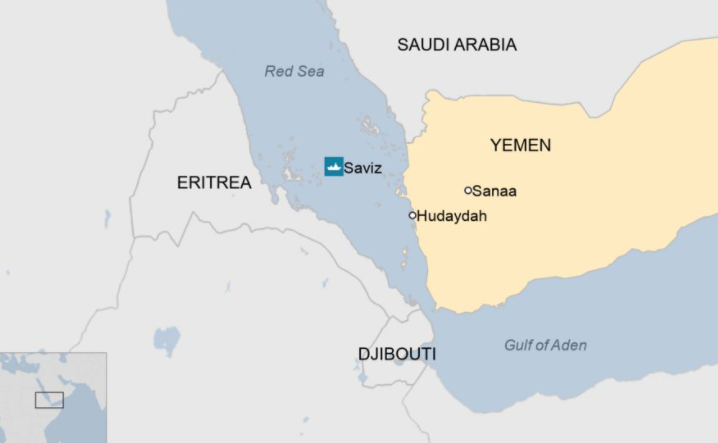 SAUDI ARABIA
Red Sea
YEMEN
Saviz
ERITREA
Sanaa
Hudaydah
Gulf of Aden
DJIBOUTI